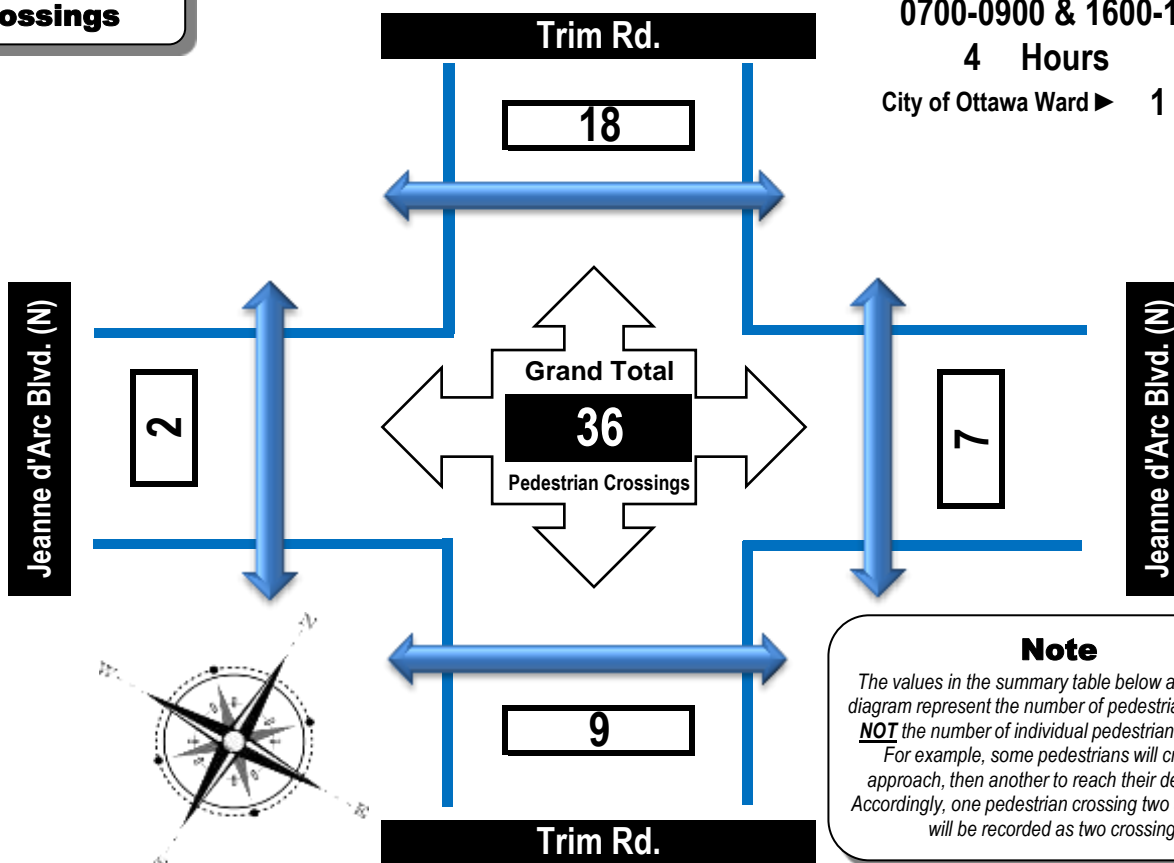 ossings
0700-0900 & 1600-1
4 Hours
City of Ottawa Ward ► 1
Trim Rd.
18
Jeanne d'Arc Blvd. (N)
2
Grand Total
36
Pedestrian Crossings
7
Jeanne d'Arc Blvd. (N)
N
W
E
9
Trim Rd.
Note
The values in the summary table below a
diagram represent the number of pedestria
NOT the number of individual pedestrian
For example, some pedestrians will cr
approach, then another to reach their de
Accordingly, one pedestrian crossing two
will be recorded as two crossing